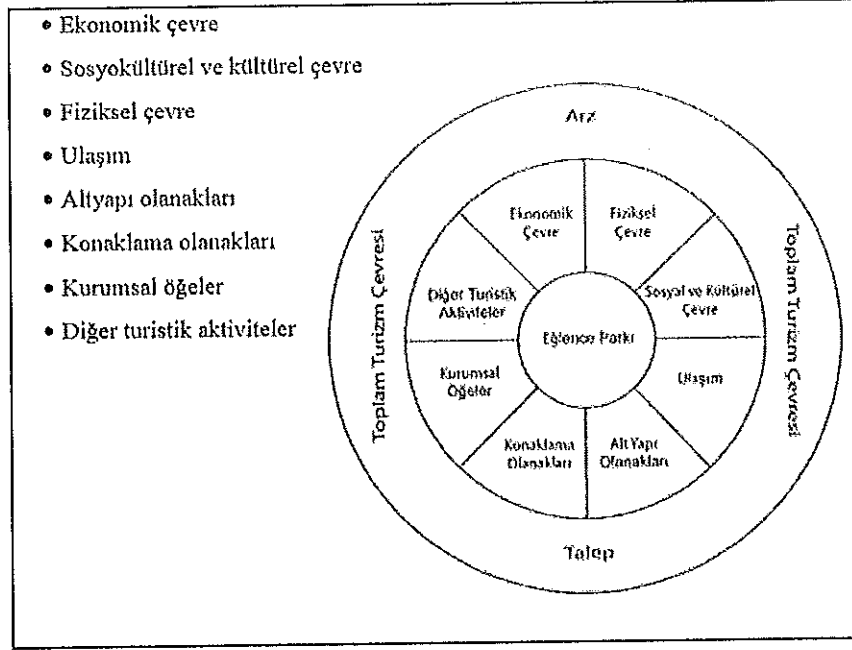 • Ekonomik çevre
• Sosyokültürel ve kültürel çevre
• Fiziksel çevre
• Ulaşım
• Altyapı olanakları
• Konaklama olanakları
• Kurumsal öğeler
• Diğer turistik aktiviteler
Arz
Ekonomik
Çevre
Fiziksel
Çevre
Toplam Turizm Çevresi
Toplam Turizm Çevresi
Diğer Turistik
Aktiviteler
Sosyal ve Kültürel
Çevre
Eğlence Parkı
Kurumsal
Öğeler
Ulaşım
Konaklama
Olanakları
Alt Yapı
Olanakları
Talep